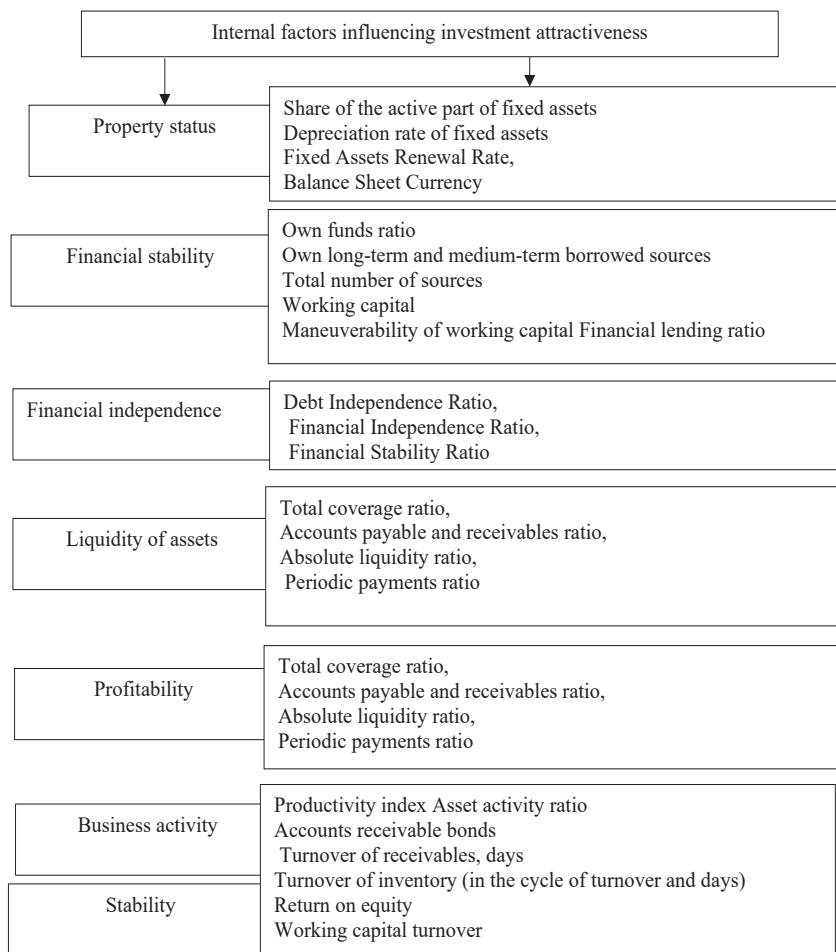 Internal factors influencing investment attractiveness
Property status
Share of the active part of fixed assets
Depreciation rate of fixed assets
Fixed Assets Renewal Rate,
Balance Sheet Currency
Financial stability
Own funds ratio
Own long-term and medium-term borrowed sources
Total number of sources
Working capital
Maneuverability of working capital Financial lending ratio
Financial independence
Debt Independence Ratio,
Financial Independence Ratio,
Financial Stability Ratio
Liquidity of assets
Total coverage ratio,
Accounts payable and receivables ratio,
Absolute liquidity ratio,
Periodic payments ratio
Profitability
Total coverage ratio,
Accounts payable and receivables ratio,
Absolute liquidity ratio,
Periodic payments ratio
Business activity
Productivity index Asset activity ratio
Accounts receivable bonds
Turnover of receivables, days
Turnover of inventory (in the cycle of turnover and days)
Stability
Return on equity
Working capital turnover